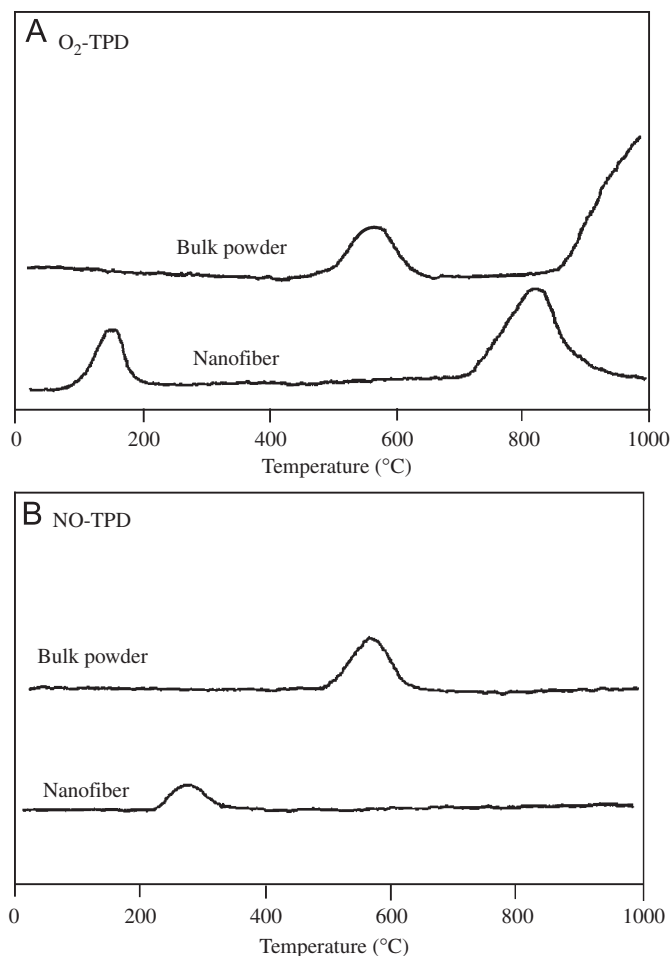 A O₂-TPD
Bulk powder
Nanofiber
0 200 400 600 800 1000
Temperature (°C)
B NO-TPD
Bulk powder
Nanofiber
0 200 400 600 800 1000
Temperature (°C)